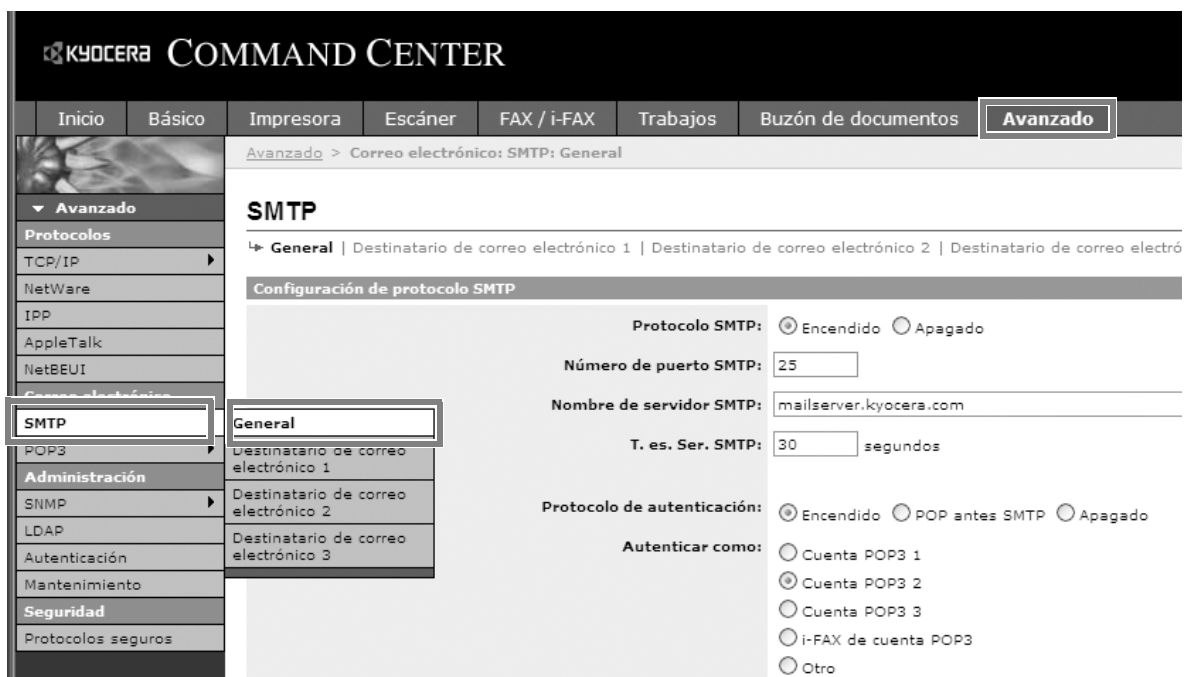 KYOCERA COMMAND CENTER
Inicio Básico Impresora Escáner FAX / i-FAX Trabajos Buzón de documentos Avanzado
Avanzado > Correo electrónico: SMTP: General
Avanzado
Protocolos
TCP/IP
NetWare
IPP
AppleTalk
NetBEUI
Correo electrónico
SMTP
POP3
Administración
SNMP
LDAP
Autenticación
Mantenimiento
Seguridad
Protocolos seguros
General
Destinatario de correo
electrónico 1
Destinatario de correo
electrónico 2
Destinatario de correo
electrónico 3
SMTP
General | Destinatario de correo electrónico 1 | Destinatario de correo electrónico 2 | Destinatario de correo electró
Configuración de protocolo SMTP
Protocolo SMTP: Encendido Apagado
Número de puerto SMTP: 25
Nombre de servidor SMTP: mailserver.kyocera.com
T. es. Ser. SMTP: 30 segundos
Protocolo de autenticación: Encendido POP antes SMTP Apagado
Autenticar como: Cuenta POP3 1
Cuenta POP3 2
Cuenta POP3 3
i-FAX de cuenta POP3
Otro